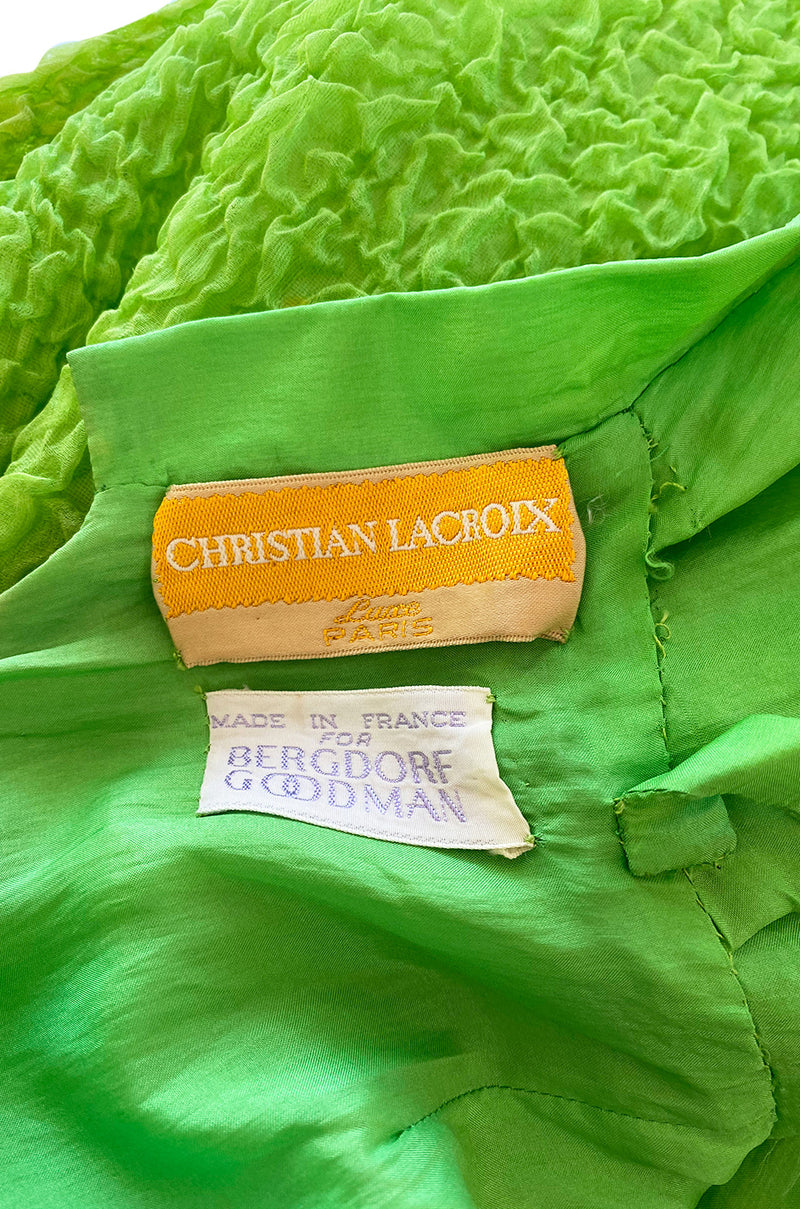 CHRISTIAN LACROIX
Luxe
PARIS
MADE IN FRANCE
FOR
BERGDORF
GOODMAN